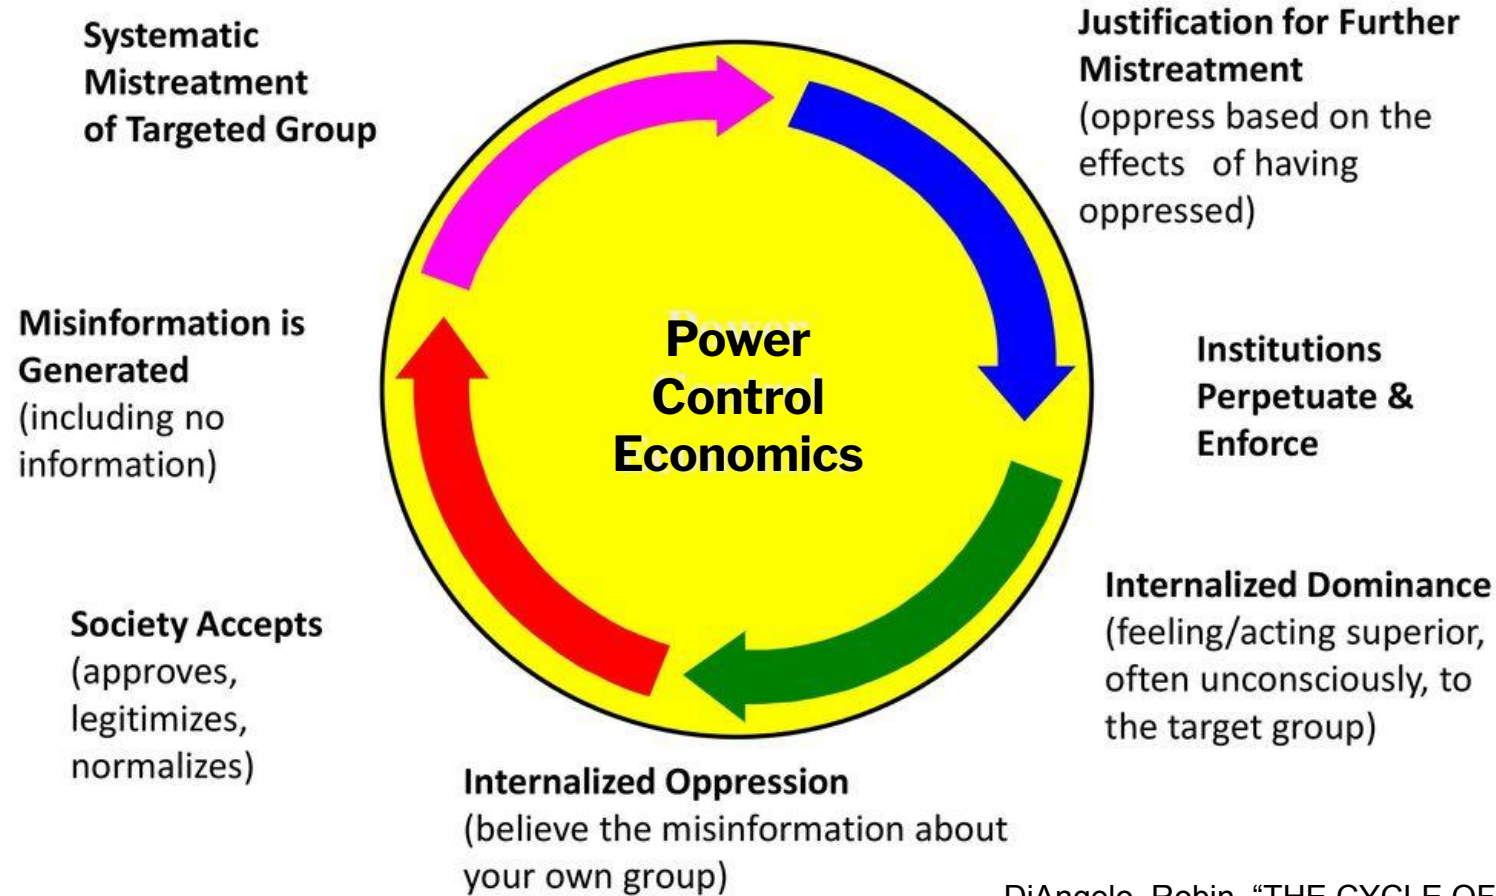 Systematic
Mistreatment
of Targeted Group
Justification for Further
Mistreatment
(oppress based on the
effects of having
oppressed)
Misinformation is
Generated
(including no
information)
Power
Control
Economics
Institutions
Perpetuate &
Enforce
Society Accepts
(approves,
legitimizes,
normalizes)
Internalized Dominance
(feeling/acting superior,
often unconsciously, to
the target group)
Internalized Oppression
(believe the misinformation about
your own group)
DiAngelo, Robin. “THE CYCLE OF